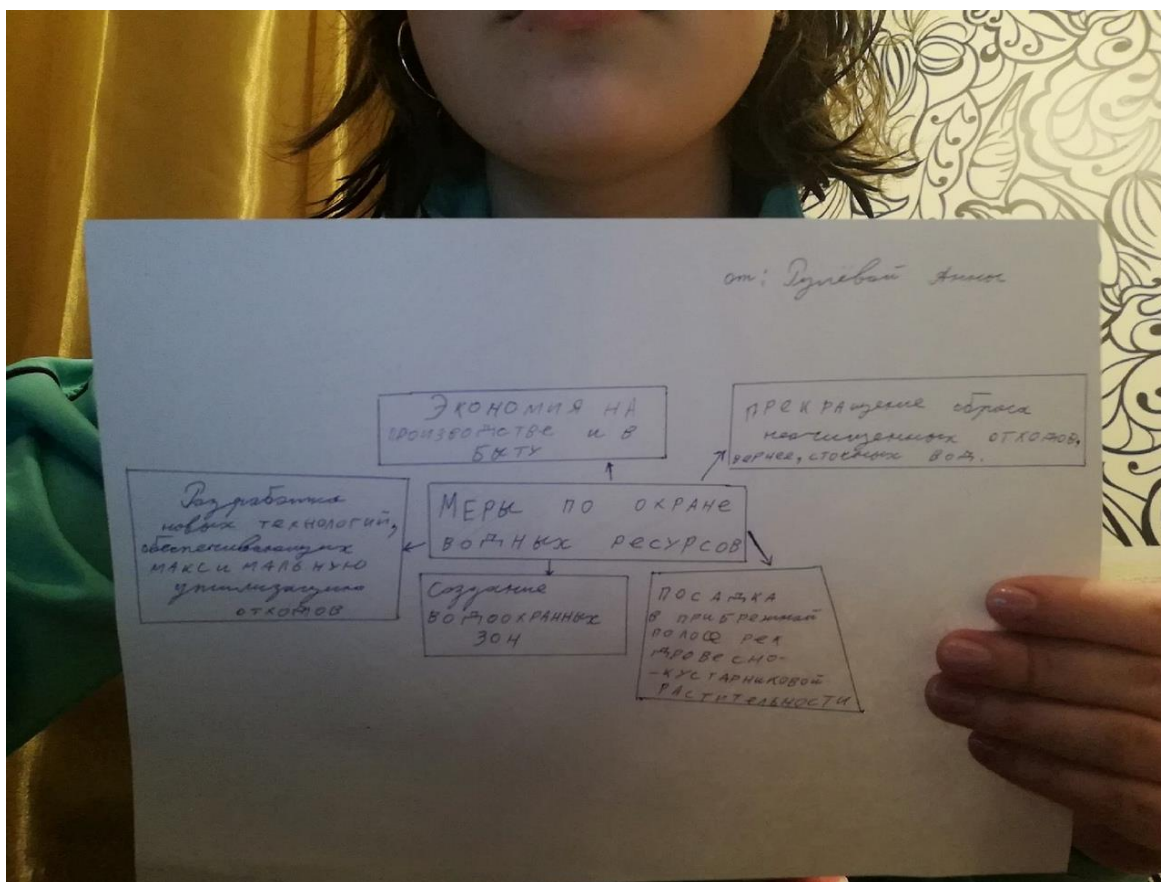 от: Рулевой Анны
Экономия на
производстве и в
быту
Прекращение сброса
неочищенных отходов,
вернее, сточных вод.
Разработка
новых технологий,
обеспечивающих
максимальную
утилизацию
отходов
Меры по охране
водных ресурсов
Создание
водоохранных
зон
Посадка
в прибрежной
полосе рек
древесно-
-кустарниковой
растительности